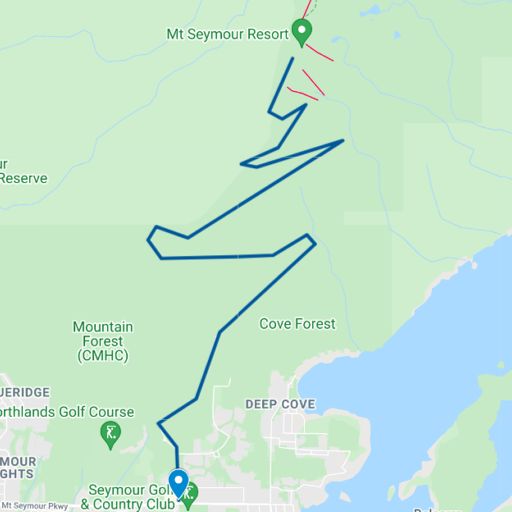 Mt Seymour Resort
ur
Reserve
Mountain
Forest
(CMHC)
Cove Forest
UERIDGE
orthlands Golf Course
DEEP COVE
MOUR
GHTS
Seymour Golf
& Country Club
Mt Seymour Pkwy